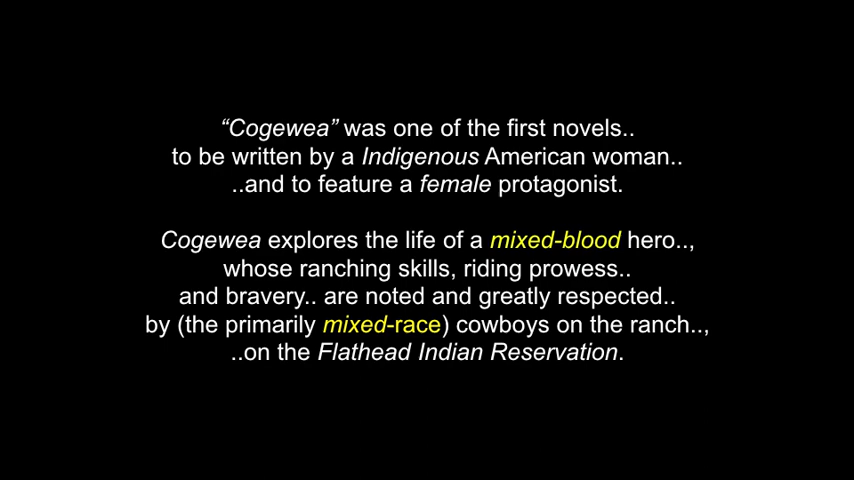 “Cogewea” was one of the first novels..
to be written by a Indigenous American woman..
..and to feature a female protagonist.
Cogewea explores the life of a mixed-blood hero..,
whose ranching skills, riding prowess..
and bravery.. are noted and greatly respected..
by (the primarily mixed-race) cowboys on the ranch..,
..on the Flathead Indian Reservation.